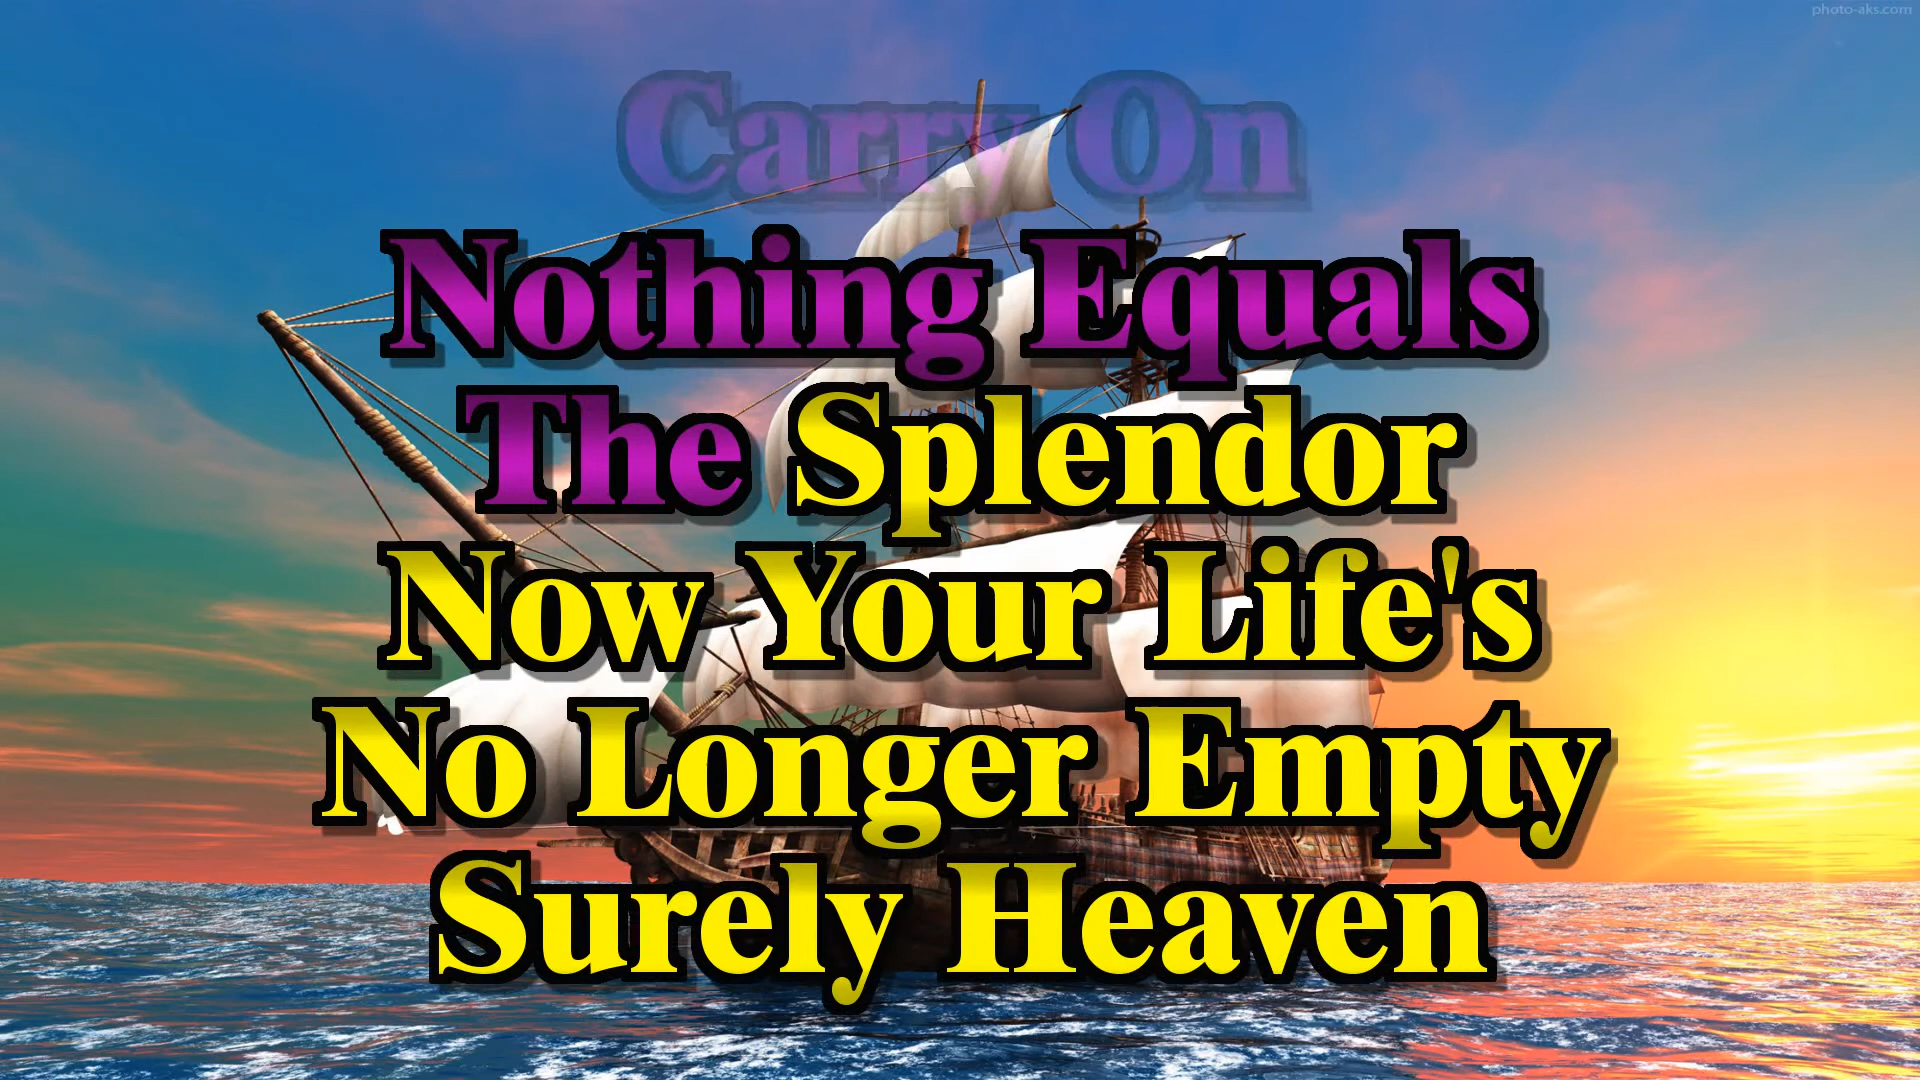 photo-aks.com
Carry On
Nothing Equals
The Splendor
Now Your Life's
No Longer Empty
Surely Heaven